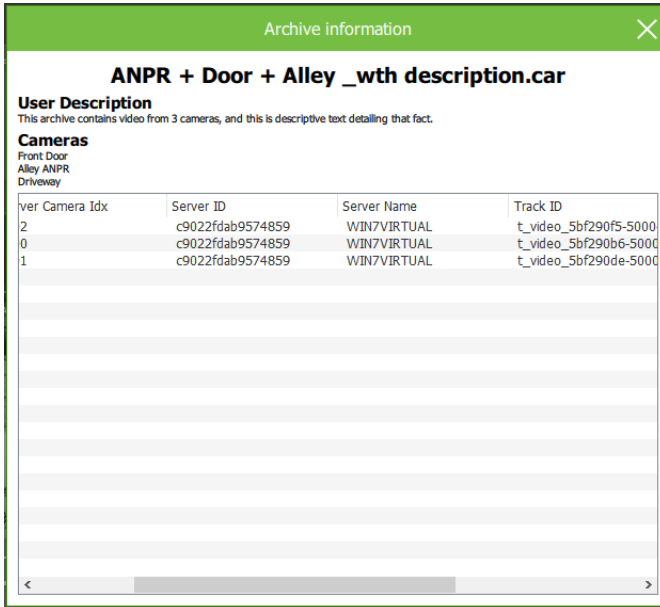 Archive information
ANPR + Door + Alley _wth description.car
User Description
This archive contains video from 3 cameras, and this is descriptive text detailing that fact.
Cameras
Front Door
Alley ANPR
Driveway
ver Camera Idx Server ID Server Name Track ID
2 c9022fdab9574859 WIN7VIRTUAL t_video_5bf290f5-5000-
0 c9022fdab9574859 WIN7VIRTUAL t_video_5bf290b6-5000
1 c9022fdab9574859 WIN7VIRTUAL t_video_5bf290de-5000